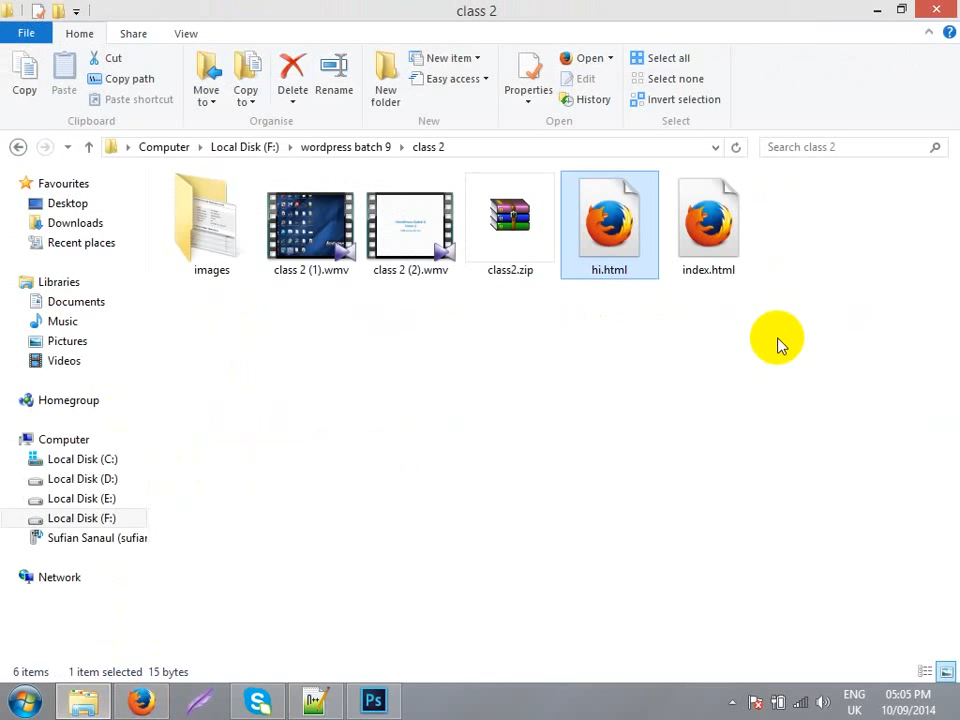 class 2
File
Home
Share
View
Copy
Paste
Cut
Copy path
Paste shortcut
Clipboard
Move to
Copy to
Delete
Rename
Organise
New folder
New item
Easy access
New
Properties
Open
Edit
History
Open
Select all
Select none
Invert selection
Select
Computer
Local Disk (F:)
wordpress batch 9
class 2
Search class 2
Favourites
Desktop
Downloads
Recent places
Libraries
Documents
Music
Pictures
Videos
Homegroup
Computer
Local Disk (C:)
Local Disk (D:)
Local Disk (E:)
Local Disk (F:)
Sufian Sanaul (sufian
Network
images
class 2 (1).wmv
class 2 (2).wmv
class2.zip
hi.html
index.html
6 items
1 item selected 15 bytes
Ps
ENG
UK
05:05 PM
10/09/2014